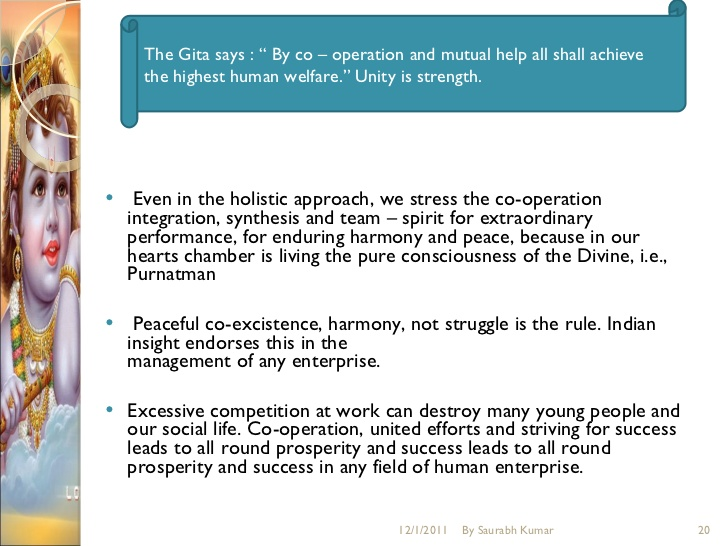 The Gita says : “ By co – operation and mutual help all shall achieve
the highest human welfare.” Unity is strength.
• Even in the holistic approach, we stress the co-operation
integration, synthesis and team – spirit for extraordinary
performance, for enduring harmony and peace, because in our
hearts chamber is living the pure consciousness of the Divine, i.e.,
Purnatman
• Peaceful co-excistence, harmony, not struggle is the rule. Indian
insight endorses this in the
management of any enterprise.
• Excessive competition at work can destroy many young people and
our social life. Co-operation, united efforts and striving for success
leads to all round prosperity and success leads to all round
prosperity and success in any field of human enterprise.
LO
12/1/2011 By Saurabh Kumar 20